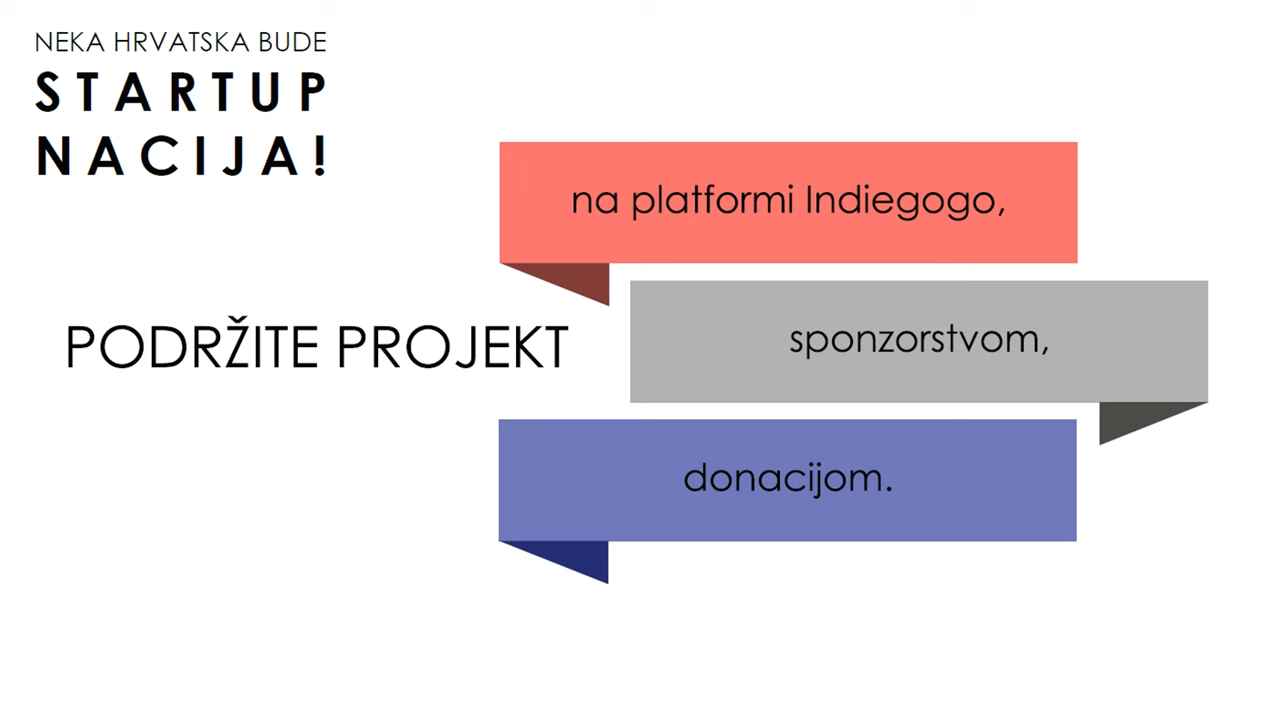 NEKA HRVATSKA BUDE
STARTUP
NACIJA!
PODRŽITE PROJEKT
na platformi Indiegogo,
sponzorstvom,
donacijom.